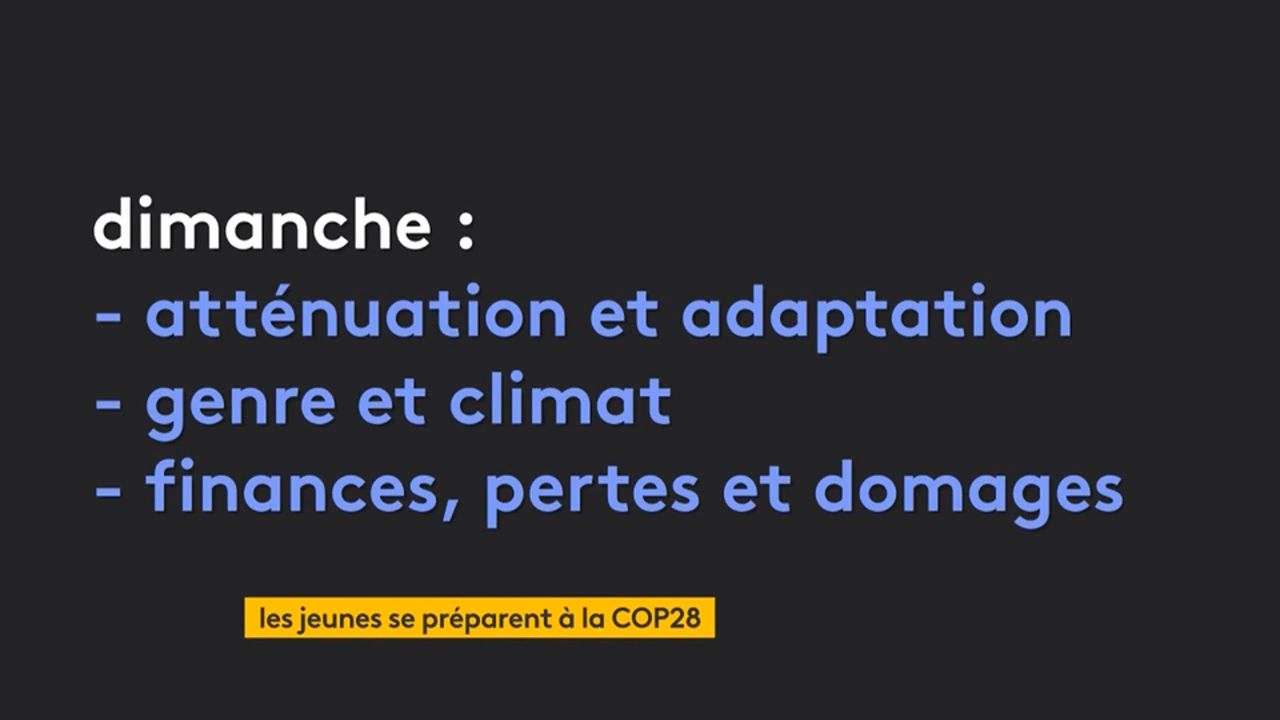 dimanche :
- atténuation et adaptation
- genre et climat
- finances, pertes et domages
les jeunes se préparent à la COP28